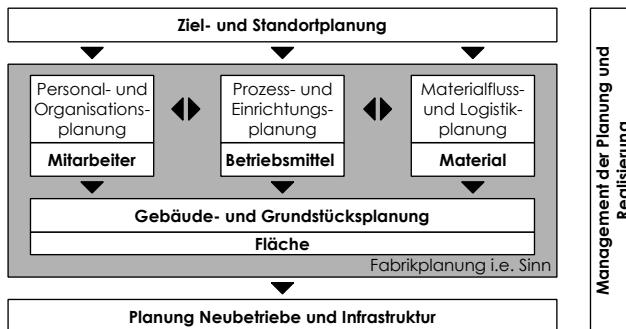 Ziel- und Standortplanung
Personal- und
Organisations-
planung
Mitarbeiter
Prozess- und
Einrichtungs-
planung
Betriebsmittel
Materialfluss-
und Logistik-
planung
Material
Gebäude- und Grundstücksplanung
Fläche
Fabrikplanung i.e. Sinn
Planung Neubetriebe und Infrastruktur
Management der Planung und
Realisierung